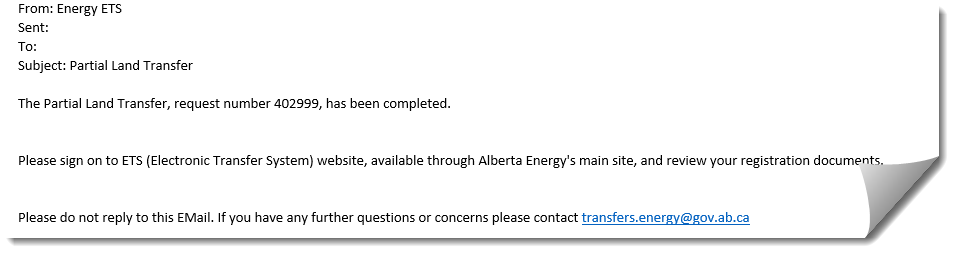 From: Energy ETS
Sent:
To:
Subject: Partial Land Transfer
The Partial Land Transfer, request number 402999, has been completed.
Please sign on to ETS (Electronic Transfer System) website, available through Alberta Energy's main site, and review your registration documents.
Please do not reply to this EMail. If you have any further questions or concerns please contact transfers.energy@gov.ab.ca